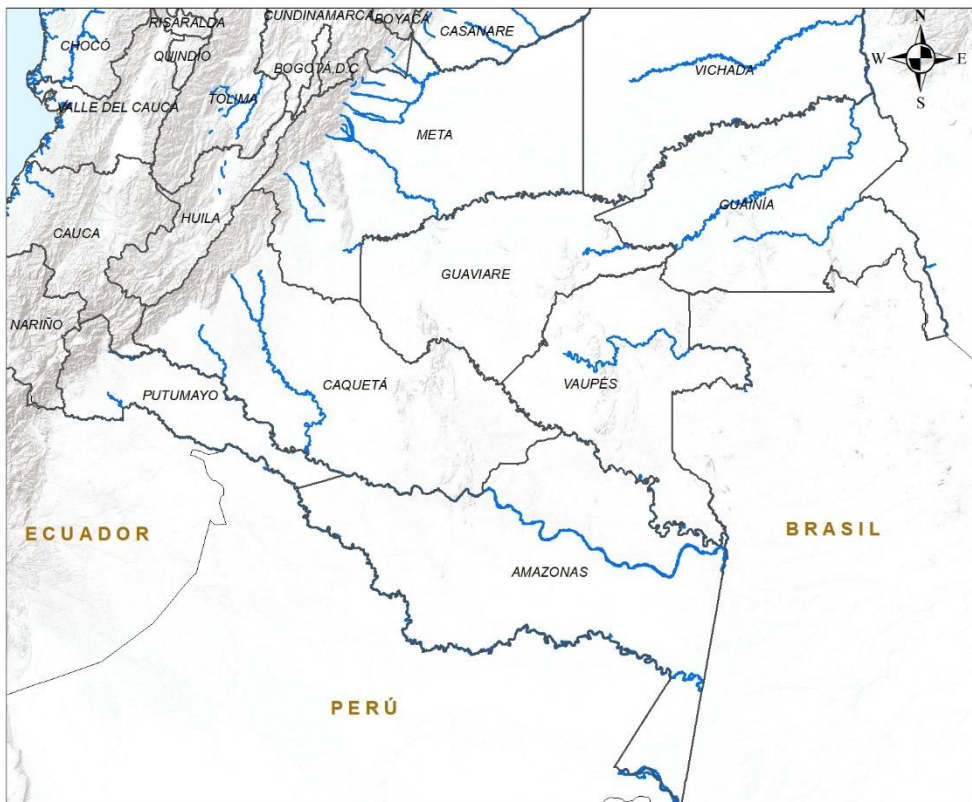 RISARALDA
CUNDINAMARCA
BOYACÁ
CASANARE
N
CHOCÓ
QUINDÍO
BOGOTÁ, D.C
VICHADA
W
E
S
VALLE DEL CAUCA
TOLIMA
META
HUILA
GUAINÍA
CAUCA
GUAVIARE
NARIÑO
CAQUETÁ
VAUPÉS
PUTUMAYO
ECUADOR
BRASIL
AMAZONAS
PERÚ